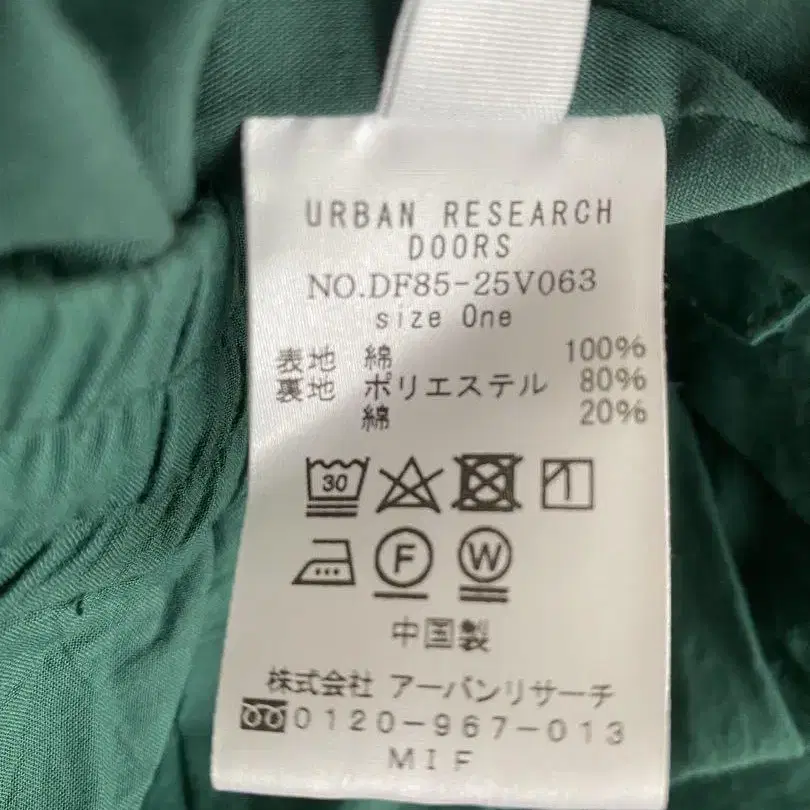 URBAN RESEARCH
DOORS
NO.DF85-25V063
size One
表地 綿 100%
裏地 ポリエステル 80%
綿 20%
30
F W
中国製
株式会社 アーバンリサーチ
0120-967-013
MIF